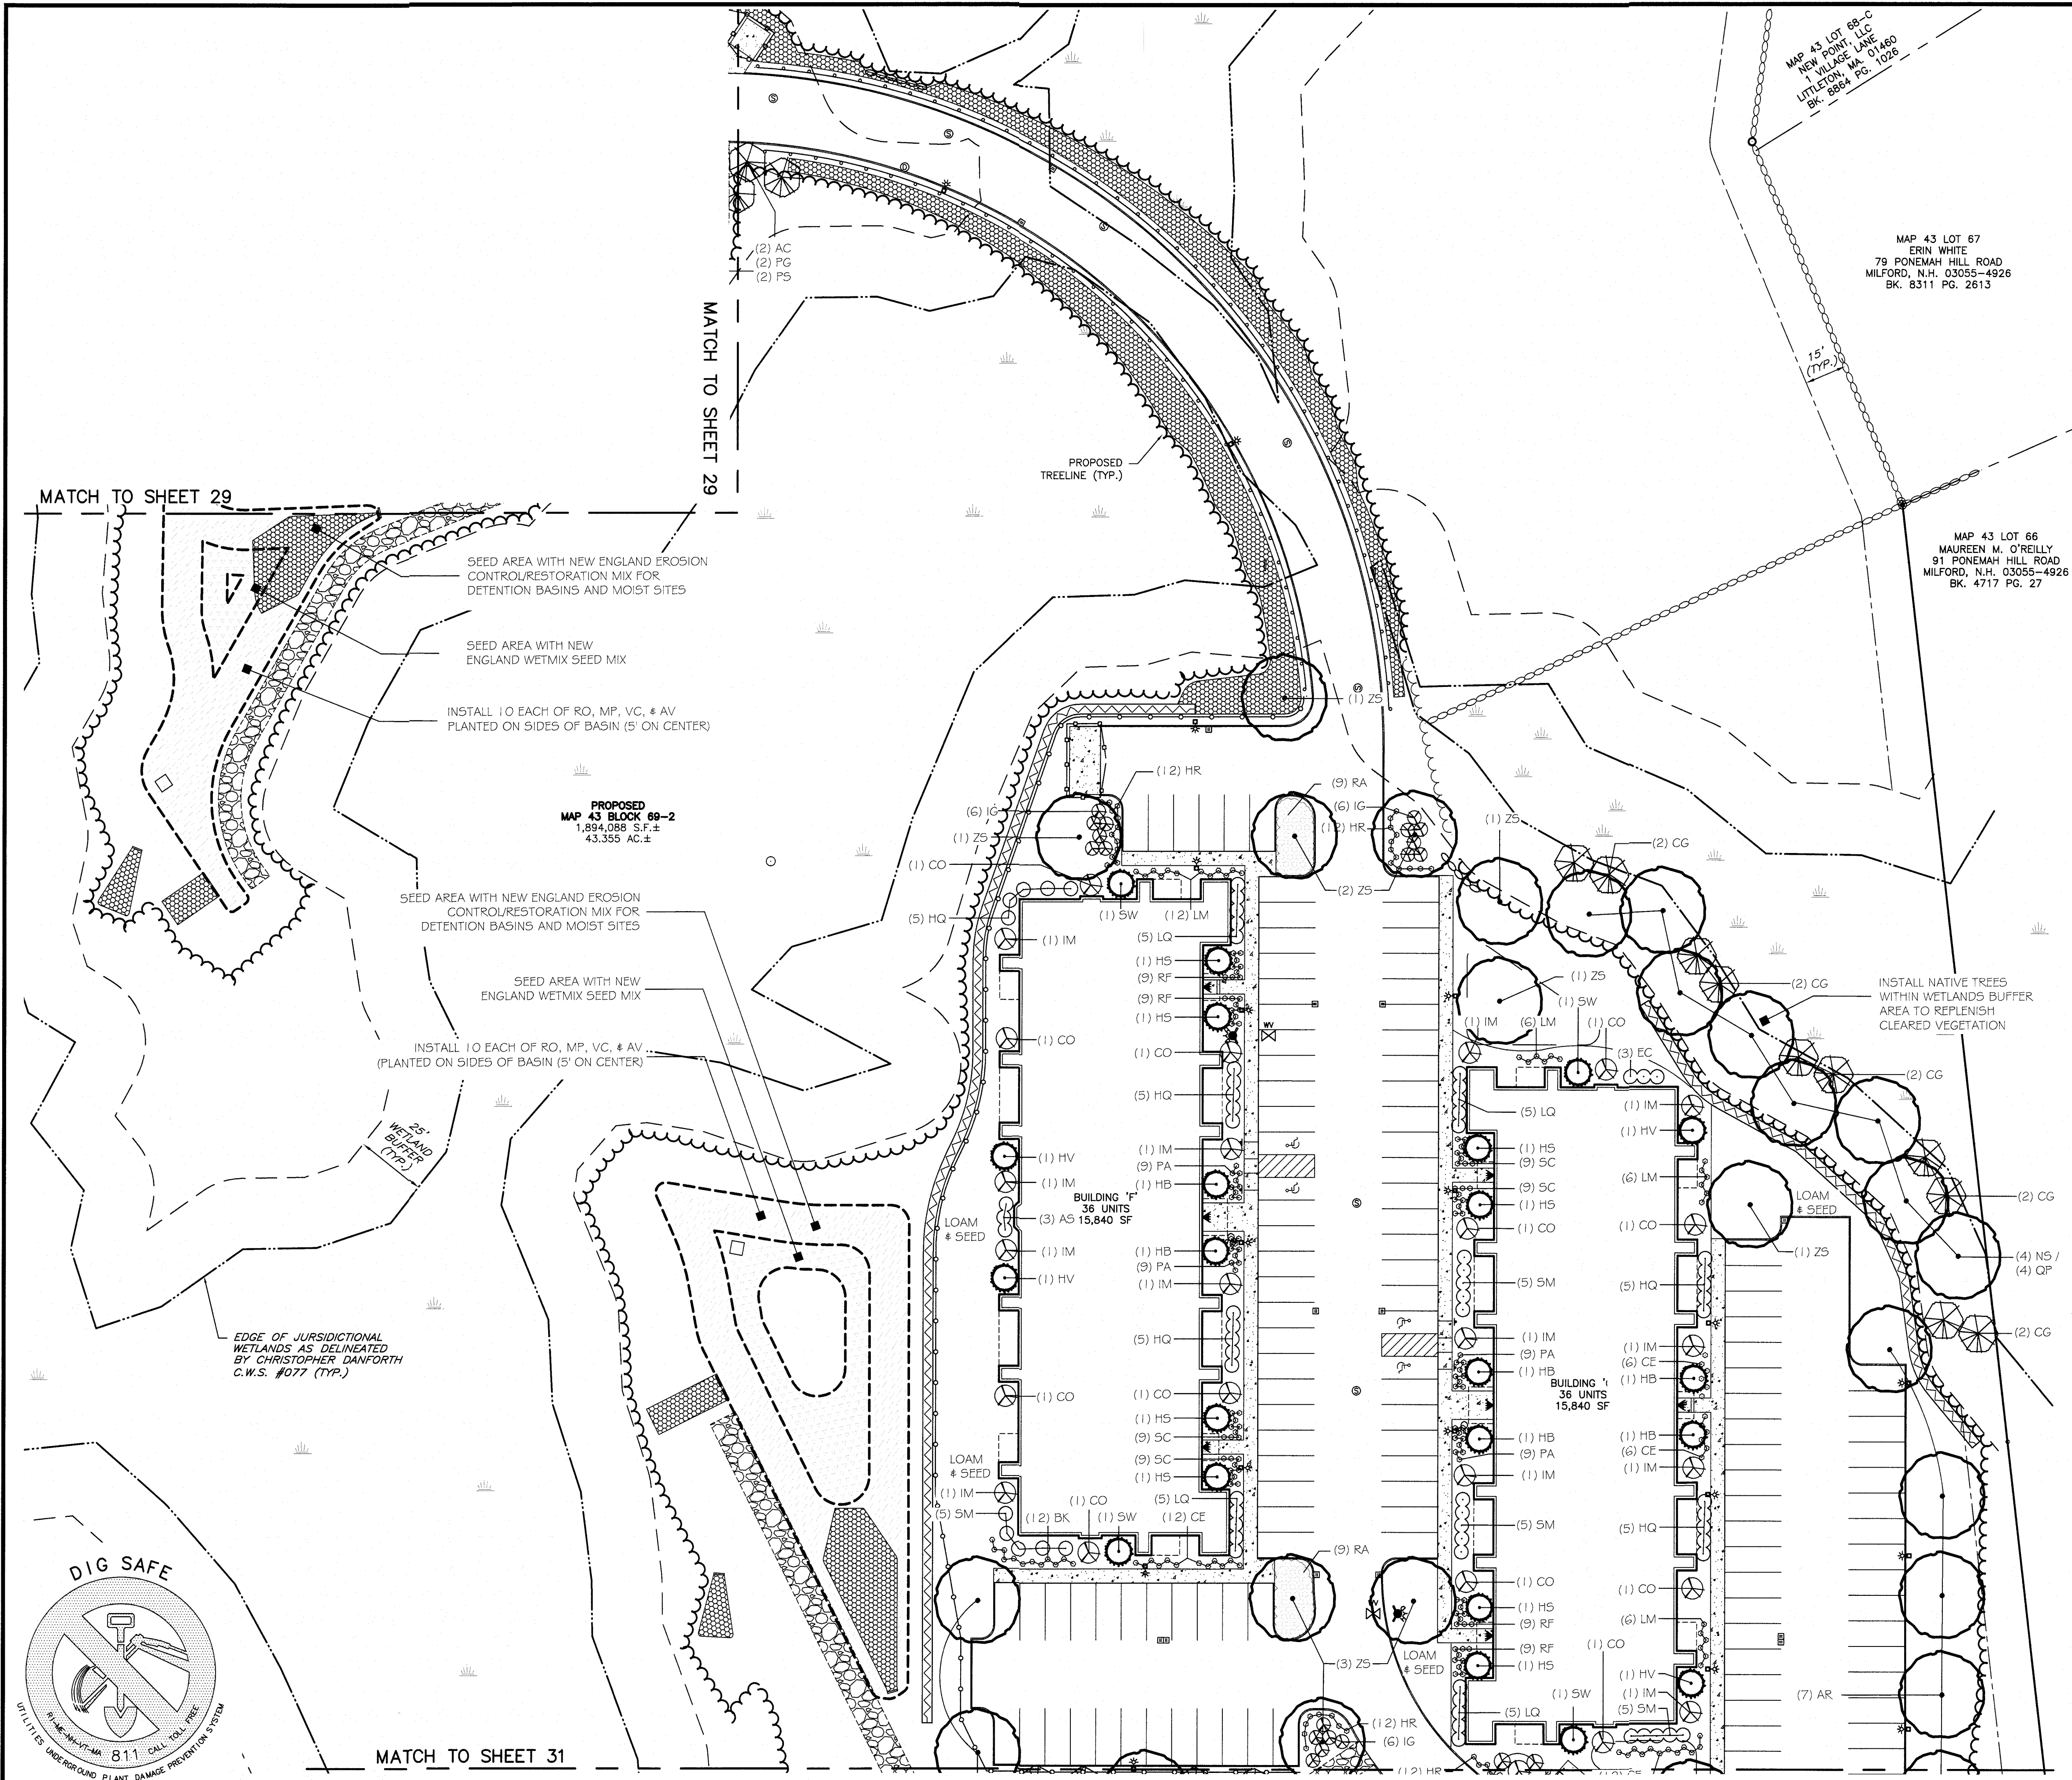 MAP 43 LOT 68-C
NEW POINT, LLC
1 VILLAGE LANE
LITTLETON, MA. 01460
BK. 8864 PG. 1026
MAP 43 LOT 67
ERIN WHITE
79 PONEMAH HILL ROAD
MILFORD, N.H. 03055-4926
BK. 8311 PG. 2613
15'
(TYP.)
(2) AC
(2) PG
(2) PS
MATCH TO SHEET 29
PROPOSED
TREELINE (TYP.)
MATCH TO SHEET 29
MAP 43 LOT 66
MAUREEN M. O'REILLY
91 PONEMAH HILL ROAD
MILFORD, N.H. 03055-4926
BK. 4717 PG. 27
SEED AREA WITH NEW ENGLAND EROSION
CONTROL/RESTORATION MIX FOR
DETENTION BASINS AND MOIST SITES
SEED AREA WITH NEW
ENGLAND WETMIX SEED MIX
INSTALL 10 EACH OF RO, MP, VC, & AV
PLANTED ON SIDES OF BASIN (5' ON CENTER)
PROPOSED
MAP 43 BLOCK 69-2
1,894,088 S.F.±
43.355 AC.±
SEED AREA WITH NEW ENGLAND EROSION
CONTROL/RESTORATION MIX FOR
DETENTION BASINS AND MOIST SITES
SEED AREA WITH NEW
ENGLAND WETMIX SEED MIX
INSTALL 10 EACH OF RO, MP, VC, & AV
(PLANTED ON SIDES OF BASIN (5' ON CENTER)
25'
WETLAND
BUFFER
(TYP.)
EDGE OF JURSIDICTIONAL
WETLANDS AS DELINEATED
BY CHRISTOPHER DANFORTH
C.W.S. #077 (TYP.)
(1) ZS
(12) HR
(9) RA
(6) IG
(6) IG
(12) HR
(1) ZS
(1) ZS
(1) CO
(2) CG
(2) ZS
(5) HQ
(1) SW
(12) LM
(1) IM
(5) LQ
(1) HS
(9) RF
(9) RF
(1) HS
WV
(1) CO
(1) CO
(5) HQ
(1) IM
(1) HV
(9) PA
(1) IM
(1) HB
BUILDING 'F'
36 UNITS
15,840 SF
(3) AS
LOAM
& SEED
(1) IM
(1) HB
(9) PA
(1) HV
(1) IM
(5) HQ
(1) CO
(1) CO
(1) HS
(9) SC
(9) SC
(1) HS
LOAM
& SEED
(1) IM
(5) SM
(12) BK
(1) CO
(1) SW
(12) CE
(5) LQ
(9) RA
(3) ZS
LOAM
& SEED
(12) HR
(6) IG
(12) HR
(1) ZS
(1) SW
(1) IM
(6) LM
(1) CO
(3) EC
(2) CG
INSTALL NATIVE TREES
WITHIN WETLANDS BUFFER
AREA TO REPLENISH
CLEARED VEGETATION
(2) CG
(5) LQ
(1) IM
(1) HV
(1) HS
(9) SC
(9) SC
(1) HS
(6) LM
(1) CO
(1) CO
LOAM
& SEED
(2) CG
(1) ZS
(4) NS /
(4) QP
(5) SM
(5) HQ
(2) CG
(1) IM
(9) PA
(1) HB
(1) IM
(6) CE
(1) HB
BUILDING '
36 UNITS
15,840 SF
(1) HB
(9) PA
(1) IM
(1) HB
(6) CE
(1) IM
(5) SM
(5) HQ
(1) CO
(1) HS
(9) RF
(9) RF
(1) HS
(1) CO
(6) LM
(1) CO
(1) HV
(1) IM
(5) SM
(1) SW
(5) LQ
(7) AR
DIG SAFE
RI-ME-NH-VT-MA 811 CALL TOLL FREE
UTILITIES UNDERGROUND PLANT DAMAGE PREVENTION SYSTEM
MATCH TO SHEET 31